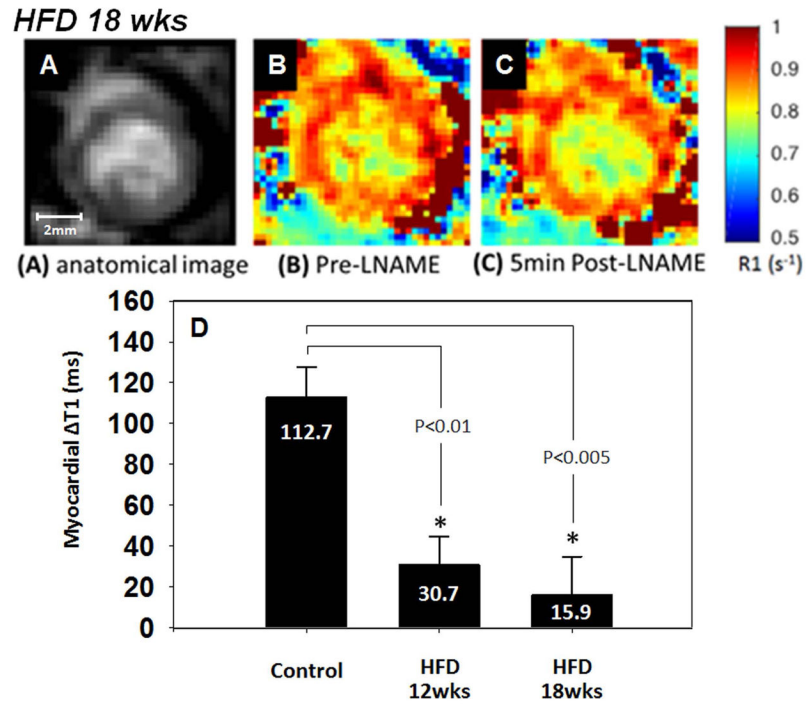 HFD 18 wks
A
B
C
2mm
1
0.9
0.8
0.7
0.6
0.5
(A) anatomical image
(B) Pre-LNAME
(C) 5min Post-LNAME
R1 (s-1)
D
Myocardial ΔT1 (ms)
160
140
120
100
80
60
40
20
0
P<0.01
P<0.005
*
*
112.7
30.7
15.9
Control
HFD
12wks
HFD
18wks